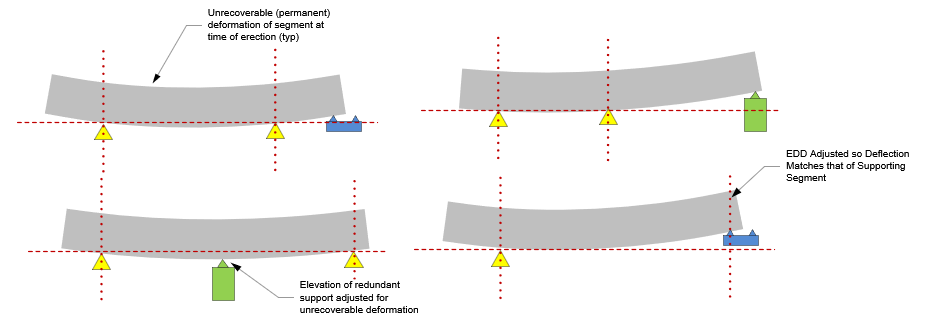 Unrecoverable (permanent)
deformation of segment at
time of erection (typ)
EDD Adjusted so Deflection
Matches that of Supporting
Segment
Elevation of redundant
support adjusted for
unrecoverable deformation